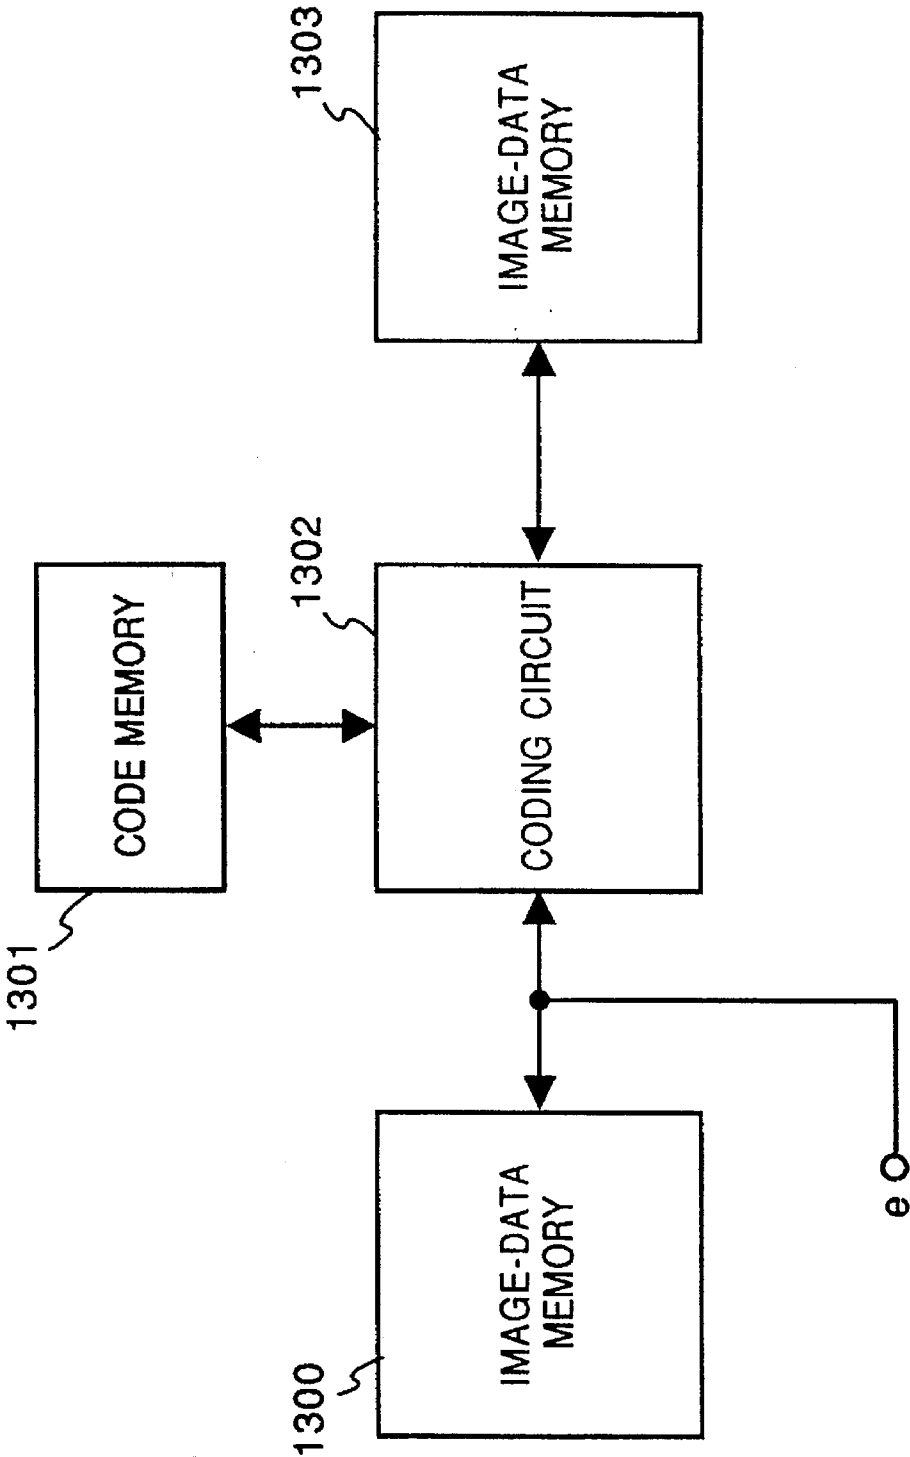 1301
CODE MEMORY
1300
IMAGE-DATA
MEMORY
1302
CODING CIRCUIT
1303
IMAGE-DATA
MEMORY
e